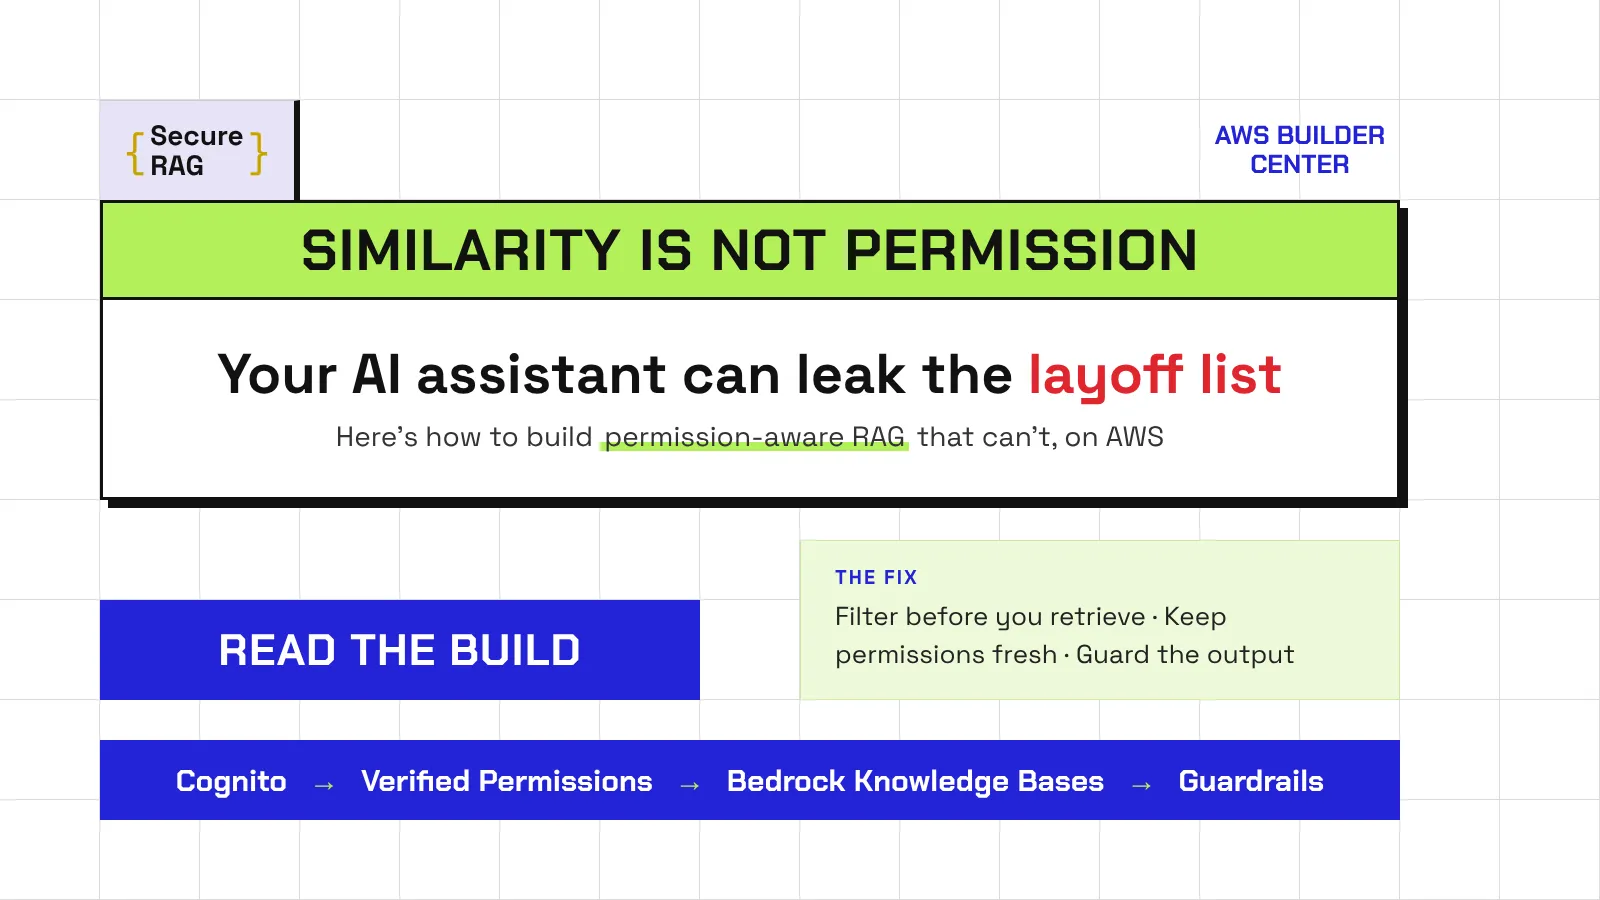 { Secure
RAG }
AWS BUILDER
CENTER
SIMILARITY IS NOT PERMISSION
Your AI assistant can leak the layoff list
Here’s how to build permission-aware RAG that can’t, on AWS
THE FIX
Filter before you retrieve · Keep
permissions fresh · Guard the output
READ THE BUILD
Cognito → Verified Permissions → Bedrock Knowledge Bases → Guardrails